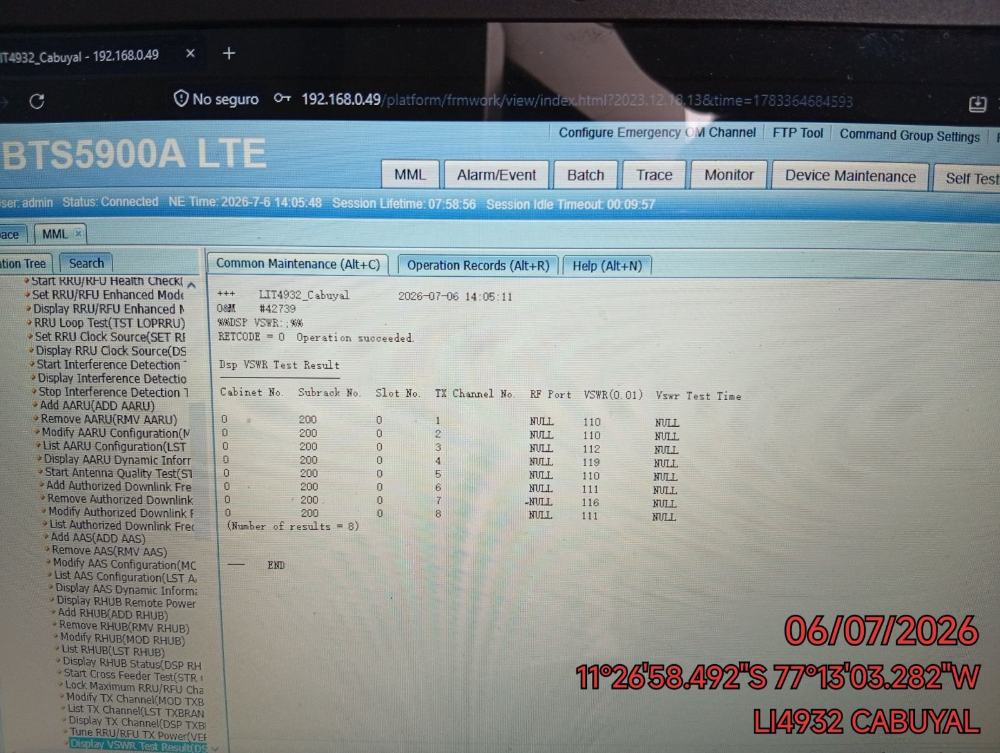 IT4932_Cabuyal - 192.168.0.49 × +
No seguro 192.168.0.49/platform/frmwork/view/index.html?2023.12.18.13&time=1783364684593
Configure Emergency OM Channel FTP Tool Command Group Settings
BTS5900A LTE
MML Alarm/Event Batch Trace Monitor Device Maintenance Self Test
ser: admin Status: Connected NE Time: 2026-7-6 14:05:48 Session Lifetime: 07:58:56 Session Idle Timeout: 00:09:57
ace MML ×
tion Tree Search
Common Maintenance (Alt+C) Operation Records (Alt+R) Help (Alt+N)
Start RRU/RFU Health Check(
Set RRU/RFU Enhanced Mode
Display RRU/RFU Enhanced M
RRU Loop Test(TST LOPRRU)
Set RRU Clock Source(SET RF
Display RRU Clock Source(DS
Start Interference Detection
Display Interference Detectio
Stop Interference Detection T
Add AARU(ADD AARU)
Remove AARU(RMV AARU)
Modify AARU Configuration(M
List AARU Configuration(LST
Display AARU Dynamic Inforr
Start Antenna Quality Test(ST
Add Authorized Downlink Fre
Remove Authorized Downlink
Modify Authorized Downlink F
List Authorized Downlink Fred
Add AAS(ADD AAS)
Remove AAS(RMV AAS)
Modify AAS Configuration(MC
List AAS Configuration(LST A
Display AAS Dynamic Informa
Display RHUB Remote Power
Add RHUB(ADD RHUB)
Remove RHUB(RMV RHUB)
Modify RHUB(MOD RHUB)
List RHUB(LST RHUB)
Display RHUB Status(DSP RH
Start Cross Feeder Test(STR
Lock Maximum RRU/RFU Cha
Modify TX Channel(MOD TXB
List TX Channel(LST TXBRAN
Display TX Channel(DSP TXB
Tune RRU/RFU TX Power(VER
Display VSWR Test Result(DS
+++ LIT4932_Cabuyal 2026-07-06 14:05:11
O&M #42739
%%DSP VSWR:;%%
RETCODE = 0 Operation succeeded.
Dsp VSWR Test Result
Cabinet No. Subrack No. Slot No. TX Channel No. RF Port VSWR(0.01) Vswr Test Time
0 200 0 1 NULL 110 NULL
0 200 0 2 NULL 110 NULL
0 200 0 3 NULL 112 NULL
0 200 0 4 NULL 119 NULL
0 200 0 5 NULL 110 NULL
0 200 0 6 NULL 111 NULL
0 200 0 7 NULL 116 NULL
0 200 0 8 NULL 111 NULL
(Number of results = 8)
--- END
06/07/2026
11°26'58.492"S 77°13'03.282"W
LI4932 CABUYAL